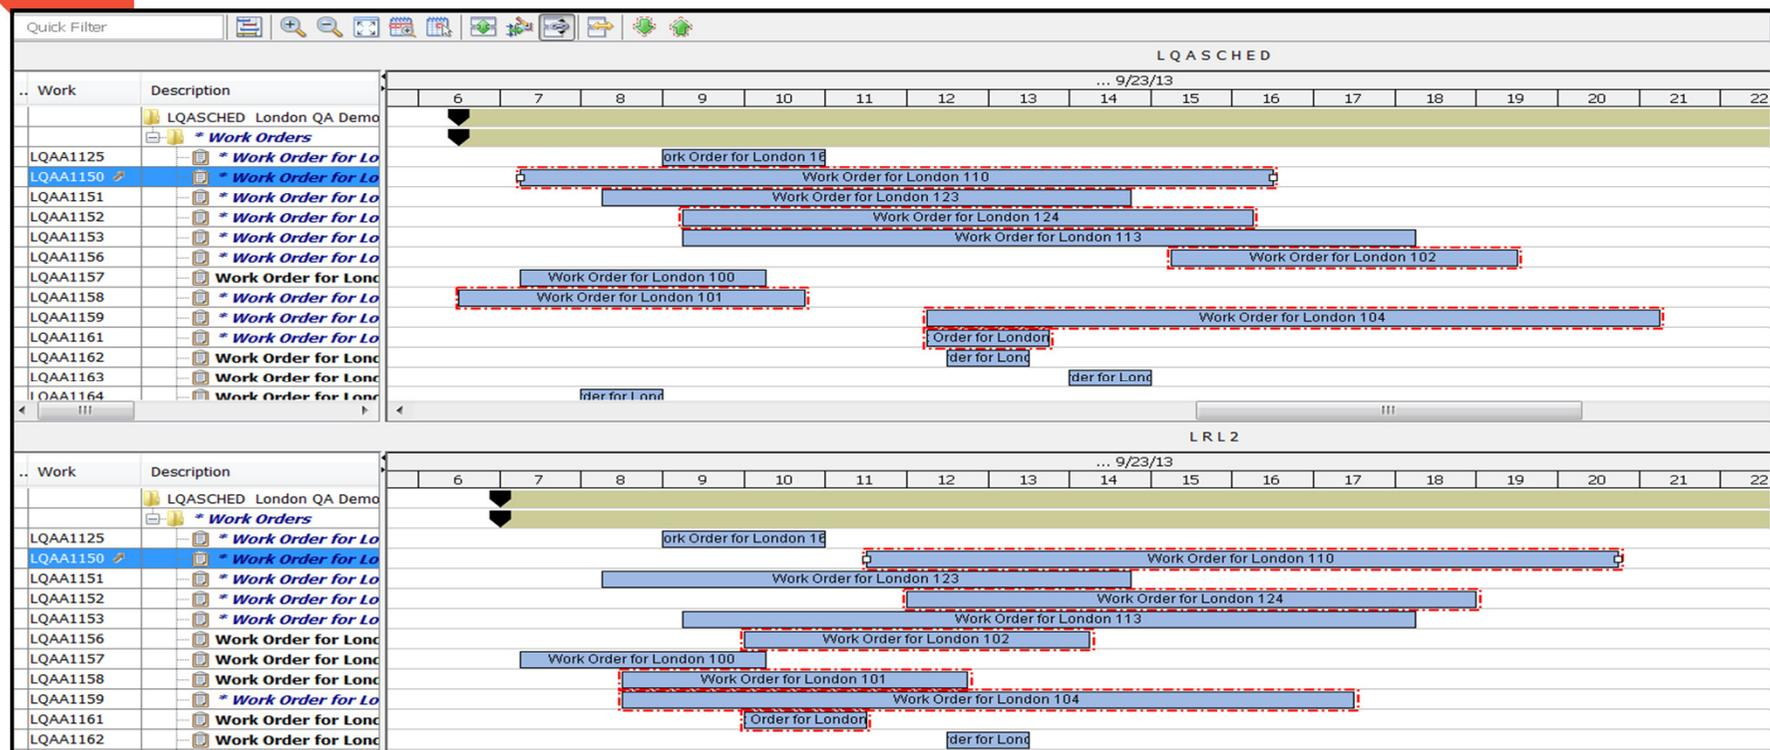 Quick Filter
LQASCHED
.. Work Description ... 9/23/13
6 7 8 9 10 11 12 13 14 15 16 17 18 19 20 21 22
LQASCHED London QA Demo
* Work Orders
LQAA1125 * Work Order for Lo ork Order for London 16
LQAA1150 * Work Order for Lo Work Order for London 110
LQAA1151 * Work Order for Lo Work Order for London 123
LQAA1152 * Work Order for Lo Work Order for London 124
LQAA1153 * Work Order for Lo Work Order for London 113
LQAA1156 * Work Order for Lo Work Order for London 102
LQAA1157 Work Order for Lond Work Order for London 100
LQAA1158 * Work Order for Lo Work Order for London 101
LQAA1159 * Work Order for Lo Work Order for London 104
LQAA1161 * Work Order for Lo Order for London
LQAA1162 Work Order for Lond der for Lond
LQAA1163 Work Order for Lond der for Lond
LQAA1164 Work Order for Lond der for Lond
LRL2
.. Work Description ... 9/23/13
6 7 8 9 10 11 12 13 14 15 16 17 18 19 20 21 22
LQASCHED London QA Demo
* Work Orders
LQAA1125 * Work Order for Lo ork Order for London 16
LQAA1150 * Work Order for Lo Work Order for London 110
LQAA1151 * Work Order for Lo Work Order for London 123
LQAA1152 * Work Order for Lo Work Order for London 124
LQAA1153 * Work Order for Lo Work Order for London 113
LQAA1156 Work Order for Lond Work Order for London 102
LQAA1157 Work Order for Lond Work Order for London 100
LQAA1158 Work Order for Lond Work Order for London 101
LQAA1159 * Work Order for Lo Work Order for London 104
LQAA1161 Work Order for Lond Order for London
LQAA1162 Work Order for Lond der for Lond